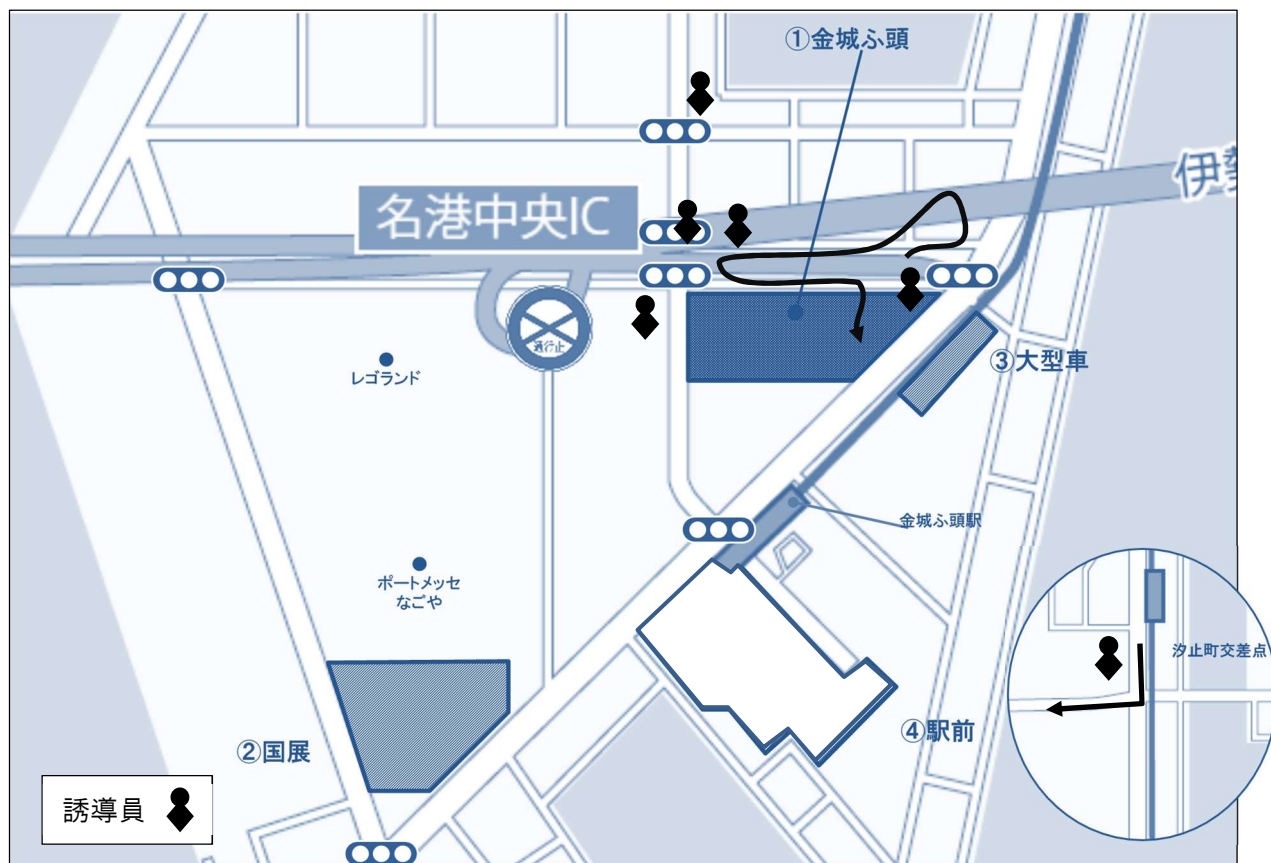 ①金城ふ頭
伊勢
名港中央IC
通行止
レゴランド
③大型車
金城ふ頭駅
ポートメッセ
なごや
汐止町交差点
②国展
④駅前
誘導員